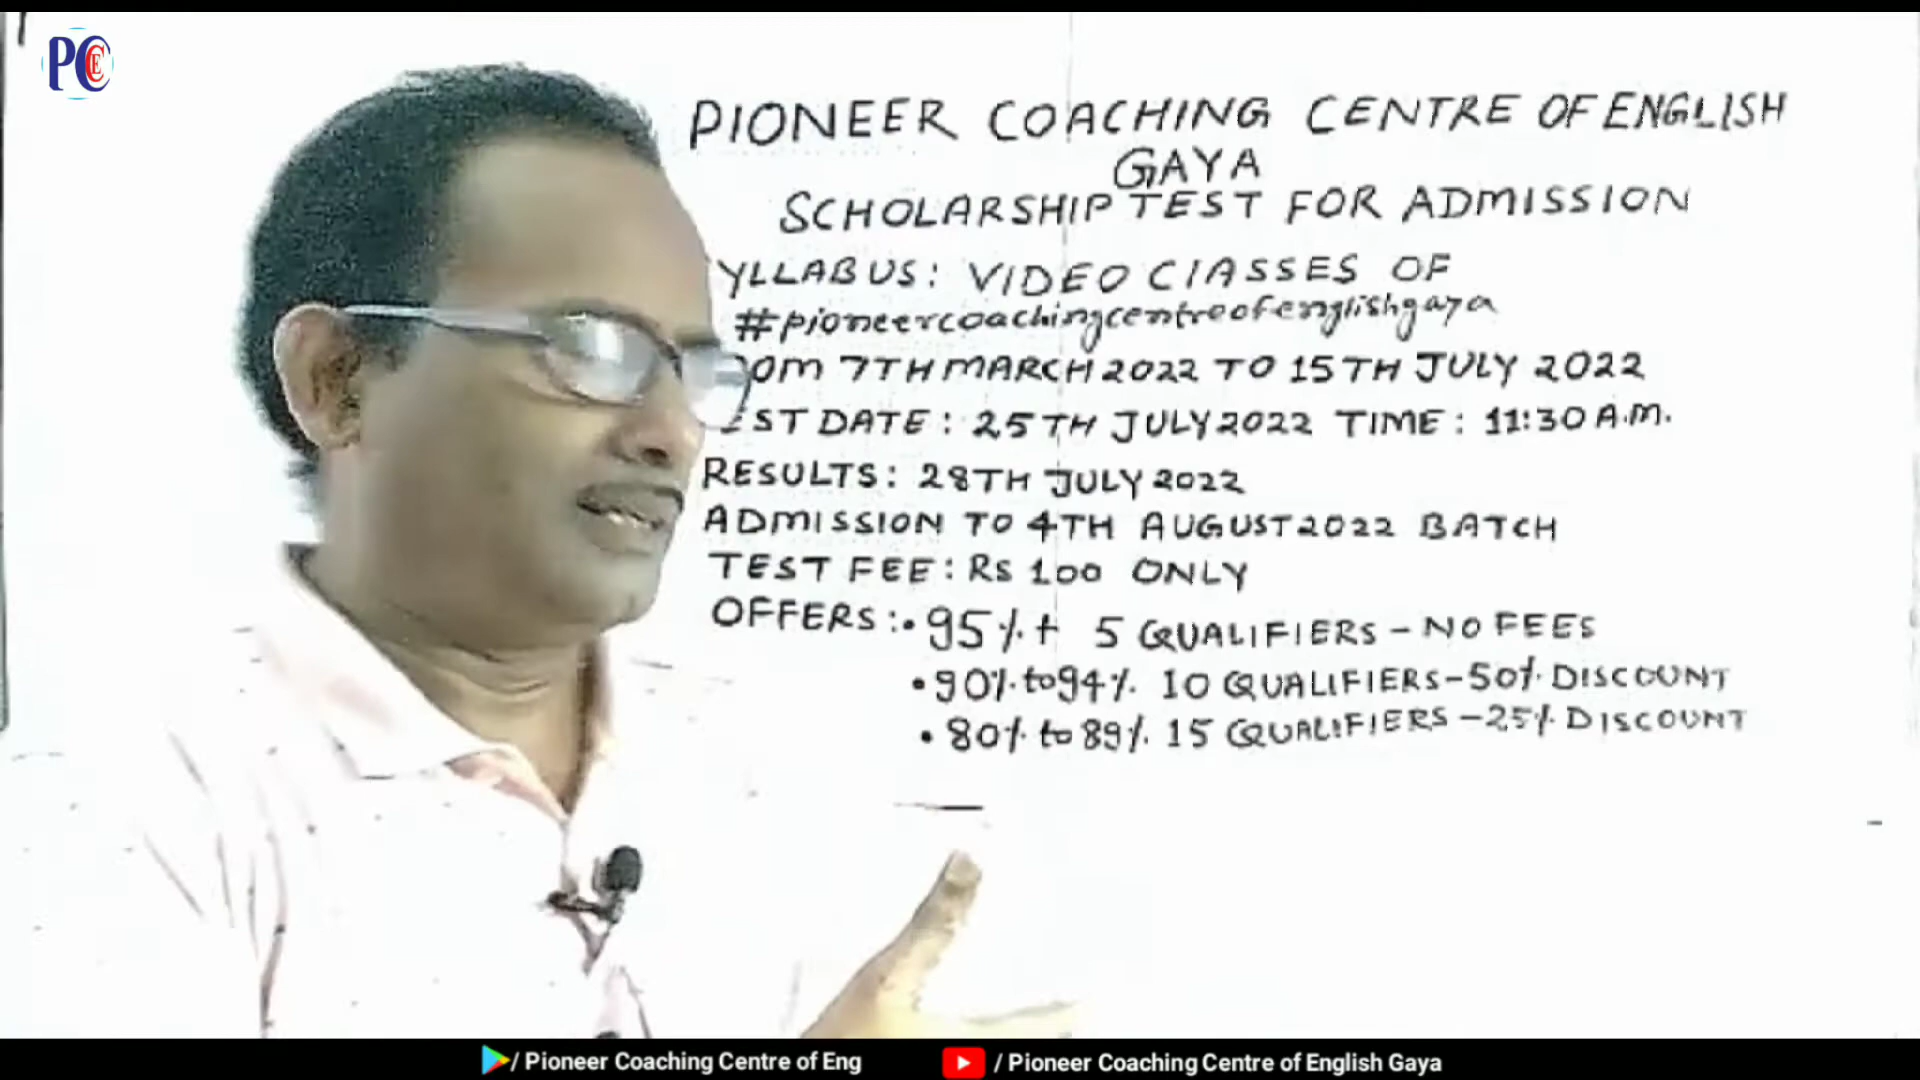 PCC E
PIONEER COACHING CENTRE OF ENGLISH
GAYA
SCHOLARSHIP TEST FOR ADMISSION
YLLABUS: VIDEO CLASSES OF
#pioneercoachingcentreofenglishgaya
OM 7TH MARCH 2022 TO 15TH JULY 2022
EST DATE: 25TH JULY 2022 TIME: 11:30 A.M.
RESULTS: 28TH JULY 2022
ADMISSION TO 4TH AUGUST 2022 BATCH
TEST FEE: Rs 100 ONLY
OFFERS: • 95%+ 5 QUALIFIERS - NO FEES
• 90% to 94% 10 QUALIFIERS - 50% DISCOUNT
• 80% to 89% 15 QUALIFIERS - 25% DISCOUNT
/ Pioneer Coaching Centre of Eng
/ Pioneer Coaching Centre of English Gaya